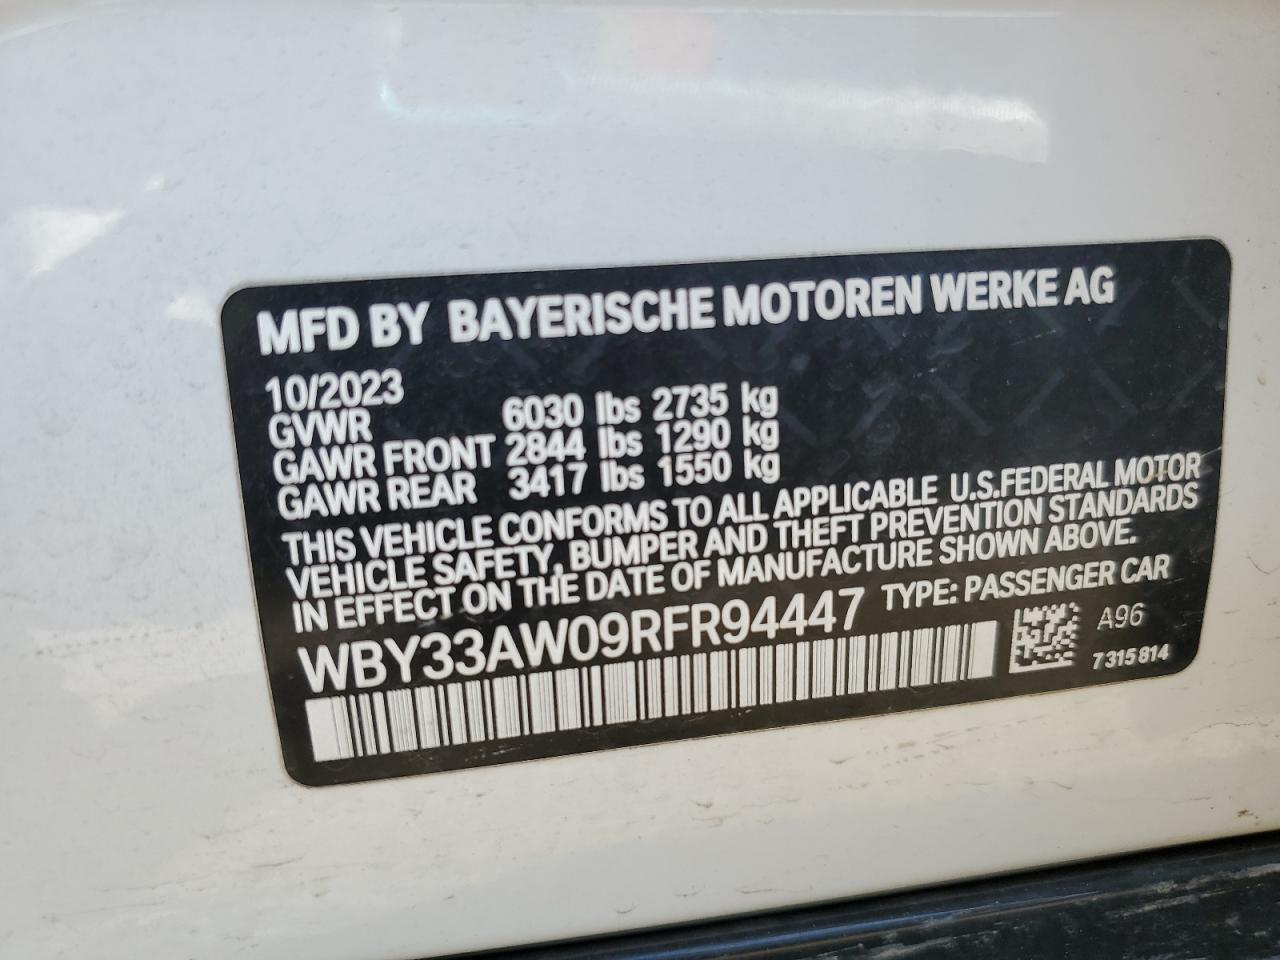 MFD BY BAYERISCHE MOTOREN WERKE AG
10/2023
GVWR 6030 lbs 2735 kg
GAWR FRONT 2844 lbs 1290 kg
GAWR REAR 3417 lbs 1550 kg
THIS VEHICLE CONFORMS TO ALL APPLICABLE U.S.FEDERAL MOTOR
VEHICLE SAFETY, BUMPER AND THEFT PREVENTION STANDARDS
IN EFFECT ON THE DATE OF MANUFACTURE SHOWN ABOVE.
WBY33AW09RFR94447 TYPE: PASSENGER CAR
A96
7315814